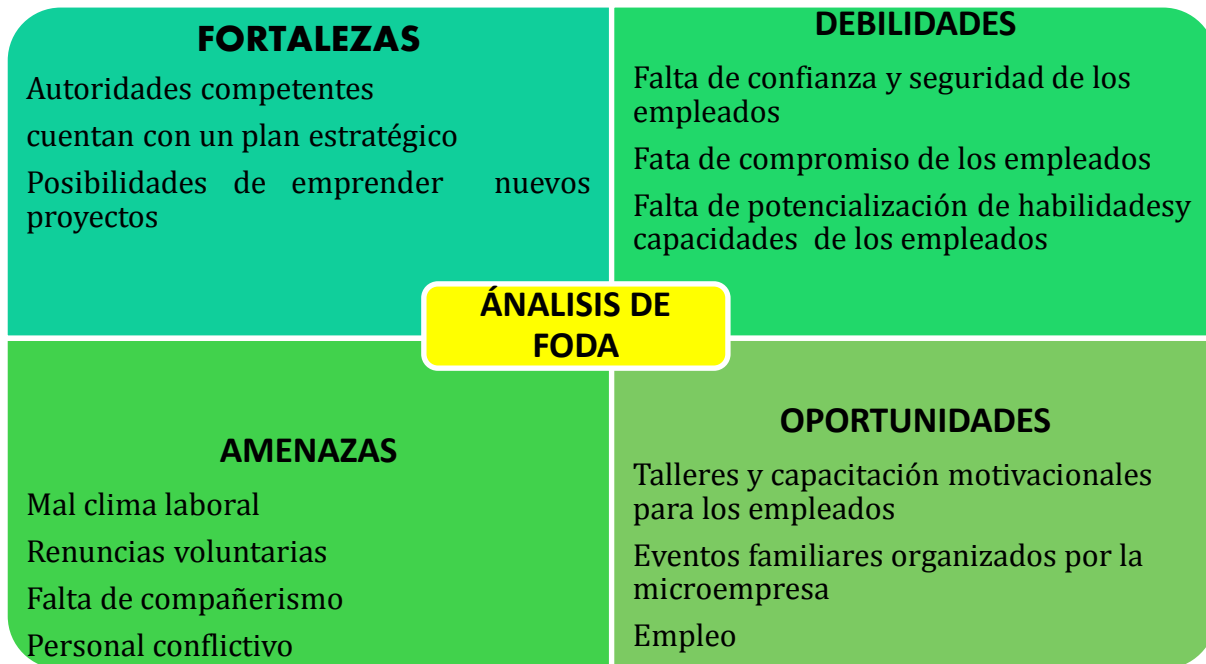 FORTALEZAS
Autoridades competentes
cuentan con un plan estratégico
Posibilidades de emprender nuevos
proyectos
DEBILIDADES
Falta de confianza y seguridad de los
empleados
Fata de compromiso de los empleados
Falta de potencialización de habilidadesy
capacidades de los empleados
ÁNALISIS DE
FODA
AMENAZAS
Mal clima laboral
Renuncias voluntarias
Falta de compañerismo
Personal conflictivo
OPORTUNIDADES
Talleres y capacitación motivacionales
para los empleados
Eventos familiares organizados por la
microempresa
Empleo